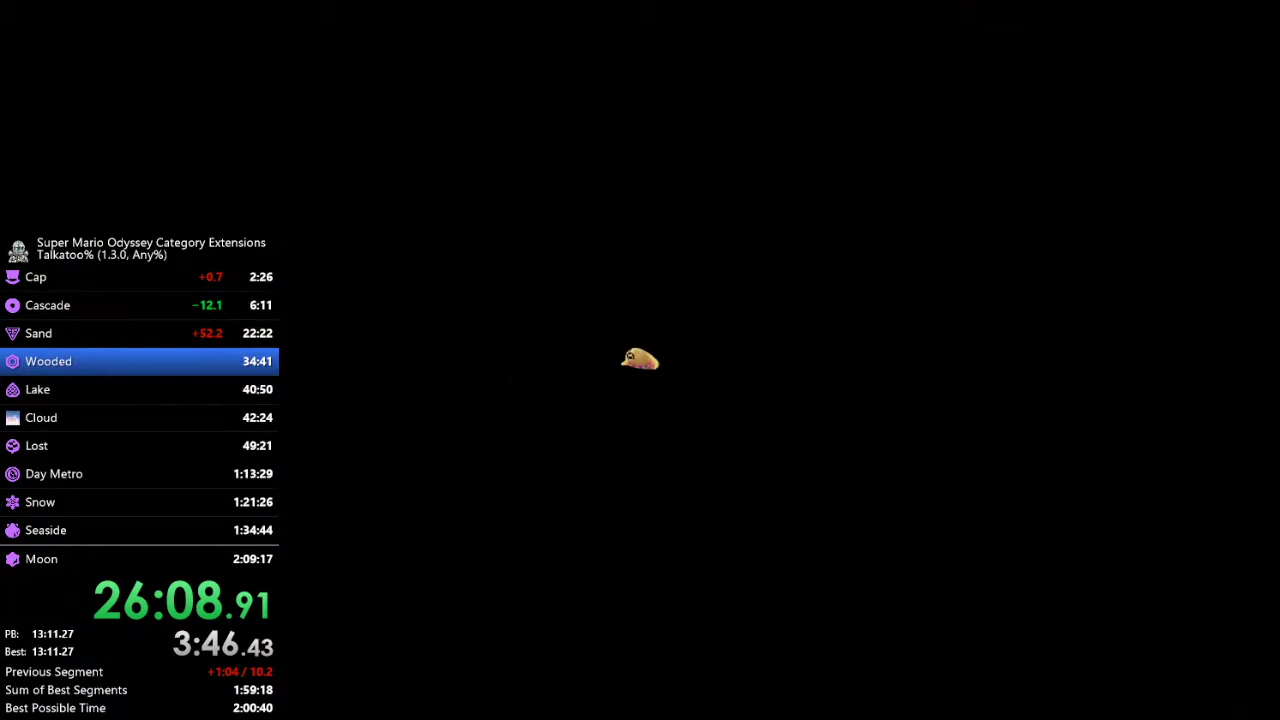 Super Mario Odyssey Category Extensions
Talkatoo% (1.3.0, Any%)
Cap +0.7 2:26
Cascade −12.1 6:11
Sand +52.2 22:22
Wooded 34:41
Lake 40:50
Cloud 42:24
Lost 49:21
Day Metro 1:13:29
Snow 1:21:26
Seaside 1:34:44
Moon 2:09:17
26:08.91
PB: 13:11.27
Best: 13:11.27
3:46.43
Previous Segment +1:04 / 10.2
Sum of Best Segments 1:59:18
Best Possible Time 2:00:40